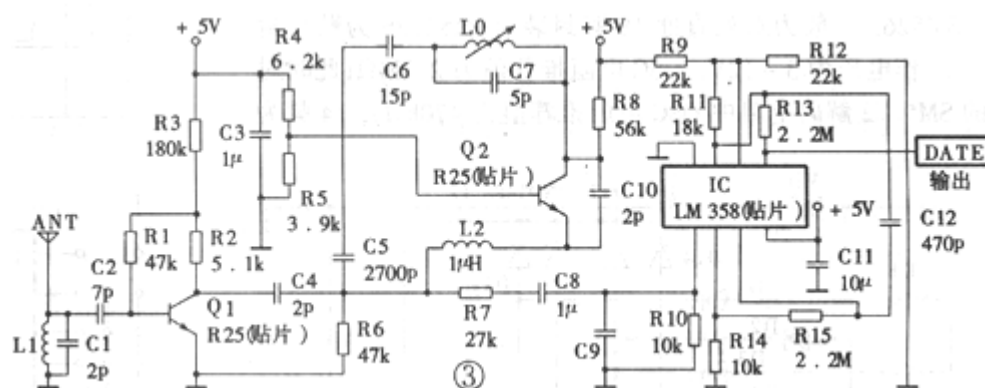 + 5V
R4
6.2k
R3
180k
C3
1μ
R5
3.9k
ANT
R1
47k
R2
5.1k
C2
7p
L1
C1
2p
Q1
R25(贴片)
C4
2p
C5
2700p
R6
47k
C6
15p
L0
C7
5p
Q2
R25(贴片)
L2
1μH
R7
27k
C8
1μ
C9
+ 5V
R8
56k
C10
2p
R9
22k
R11
18k
R12
22k
R13
2.2M
IC
LM 358(贴片)
+ 5V
C11
10μ
C12
470p
DATE
输出
R10
10k
R14
10k
R15
2.2M
③